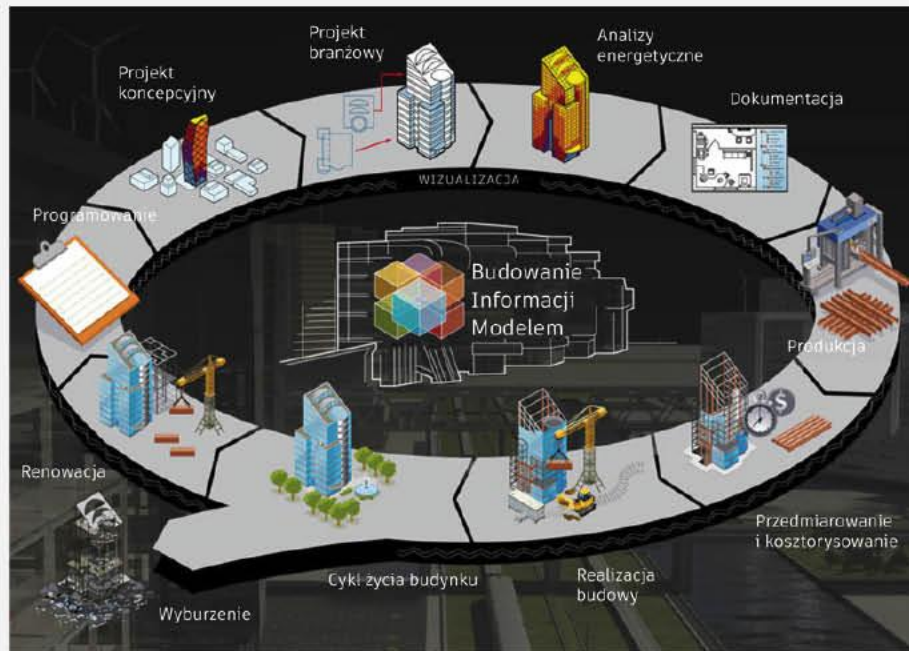 Projekt
branżowy
Analizy
energetyczne
Projekt
koncepcyjny
Dokumentacja
WIZUALIZACJA
Programowanie
Budowanie
Informacji
Modelem
Produkcja
Renowacja
Przedmiarowanie
i kosztorysowanie
Cykl życia budynku
Realizacja
budowy
Wyburzenie
$